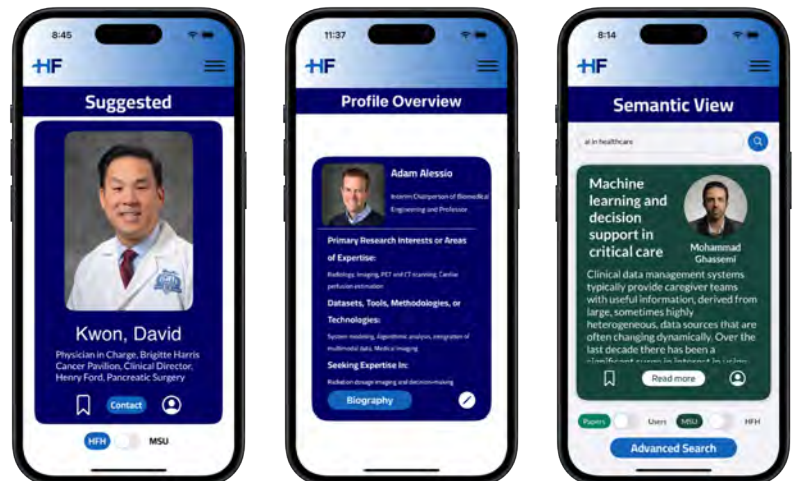 8:45
HF
Suggested
Kwon, David
Physician in Charge, Brigitte Harris
Cancer Pavilion, Clinical Director,
Henry Ford, Pancreatic Surgery
Contact
HFH
MSU
11:37
HF
Profile Overview
Adam Alessio
Interim Chairperson of Biomedical
Engineering and Professor
Primary Research Interests or Areas
of Expertise:
Radiology, Imaging, PET and CT scanning, Cardiac
perfusion estimation
Datasets, Tools, Methodologies, or
Technologies:
System modeling, Algorithmic analysis, Integration of
multimodal data, Medical imaging
Seeking Expertise In:
Radiation dosage imaging and decision-making
Biography
8:14
HF
Semantic View
ai in healthcare
Machine
learning and
decision
support in
critical care
Mohammad
Ghassemi
Clinical data management systems
typically provide caregiver teams
with useful information, derived from
large, sometimes highly
heterogeneous, data sources that are
often changing dynamically. Over the
last decade there has been a
significant surge in interest in using
Read more
Papers
Users
MSU
HFH
Advanced Search